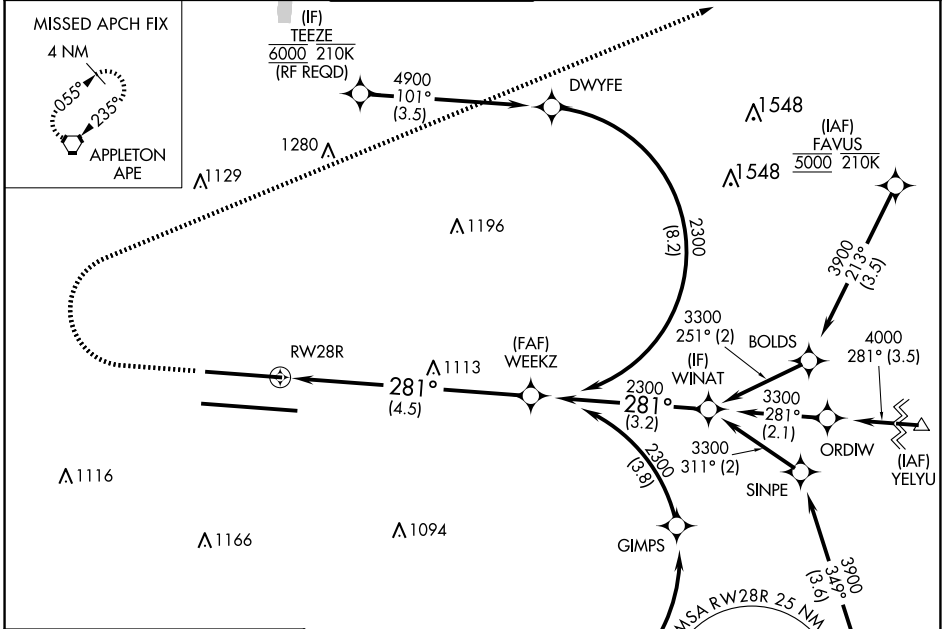 MISSED APCH FIX
4 NM
055°
235°
APPLETON
APE
(IF)
TEEZE
6000 210K
(RF REQD)
4900
101°
(3.5)
DWYFE
1548
(IAF)
FAVUS
5000 210K
1548
1280
1129
1196
2300
(8.2)
3900
213°
(3.5)
3300
251° (2)
BOLDS
4000
281° (3.5)
RW28R
(FAF)
WEEKZ
1113
(IF)
WINAT
281°
(4.5)
2300
281°
(3.2)
3300
281°
(2.1)
ORDIW
(IAF)
YELYU
3300
311° (2)
SINPE
2300
(3.8)
1116
1166
1094
GIMPS
3900
349°
(3.6)
MSA RW28R 25 NM